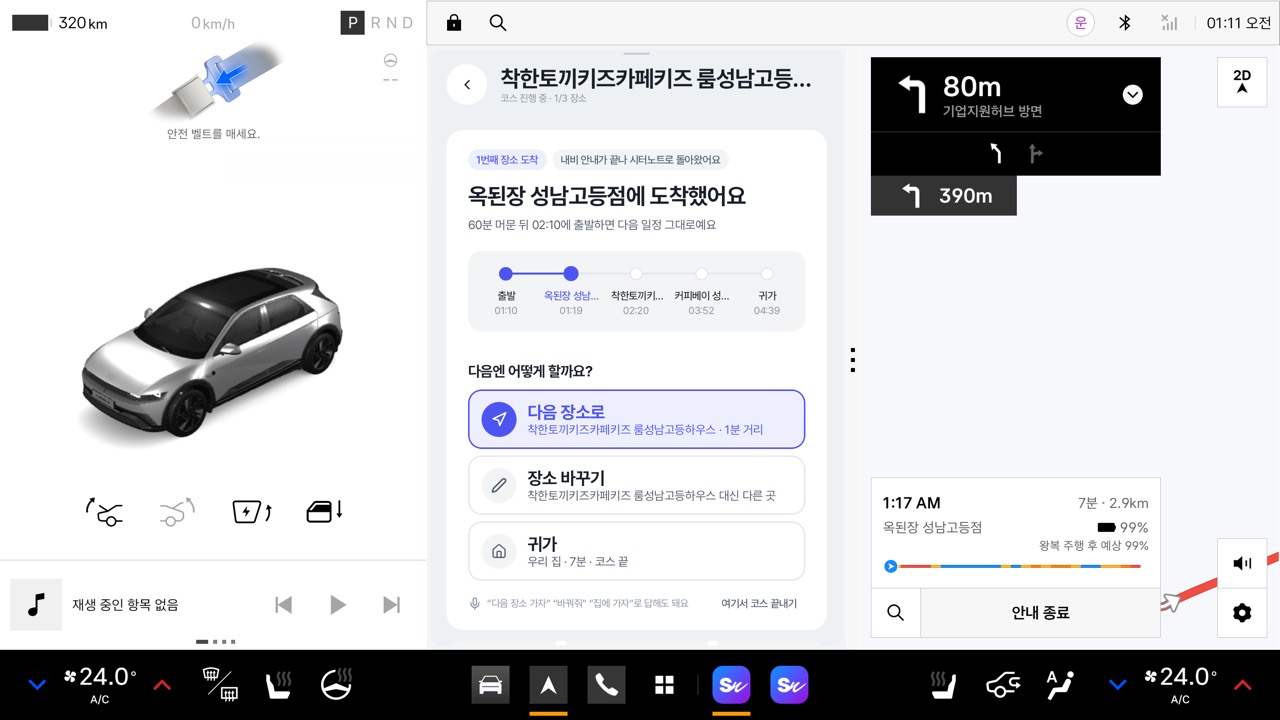 320 km
0 km/h
P R N D
안전 벨트를 매세요.
재생 중인 항목 없음
운
01:11 오전
착한토끼키즈카페키즈 룸성남고등...
코스 진행 중 · 1/3 장소
1번째 장소 도착
내비 안내가 끝나 시터노트로 돌아왔어요
옥된장 성남고등점에 도착했어요
60분 머문 뒤 02:10에 출발하면 다음 일정 그대로예요
출발
옥된장 성남...
착한토끼키...
커피베이 성...
귀가
01:10
01:19
02:20
03:52
04:39
다음엔 어떻게 할까요?
다음 장소로
착한토끼키즈카페키즈 룸성남고등하우스 · 1분 거리
장소 바꾸기
착한토끼키즈카페키즈 룸성남고등하우스 대신 다른 곳
귀가
우리 집 · 7분 · 코스 끝
"다음 장소 가자" "바꿔줘" "집에 가자"로 답해도 돼요
여기서 코스 끝내기
80m
기업지원허브 방면
390m
2D
1:17 AM
7분 · 2.9km
옥된장 성남고등점
99%
왕복 주행 후 예상 99%
안내 종료
24.0°
A/C
Sn
Sn
A
24.0°
A/C